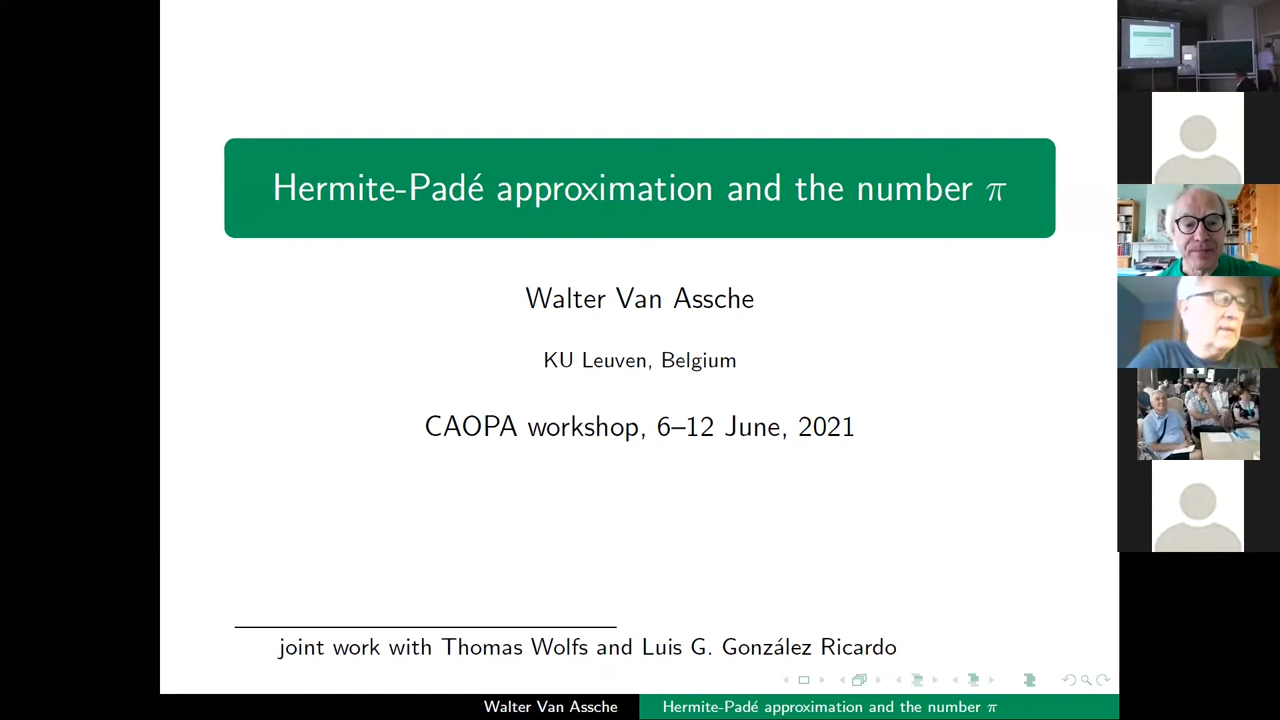 Hermite-Padé approximation and the number π
Walter Van Assche
KU Leuven, Belgium
CAOPA workshop, 6–12 June, 2021
joint work with Thomas Wolfs and Luis G. González Ricardo
Walter Van Assche
Hermite-Padé approximation and the number π